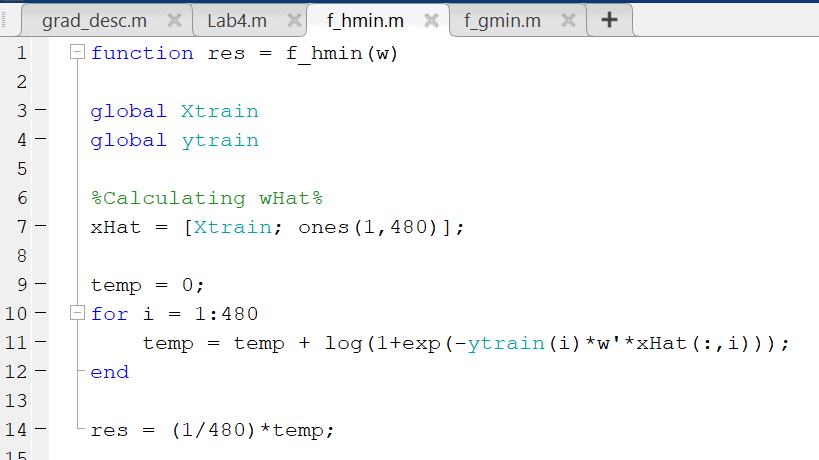 grad_desc.m × Lab4.m × f_hmin.m × f_gmin.m × +
1 function res = f_hmin(w)
2
3 – global Xtrain
4 – global ytrain
5
6 %Calculating wHat%
7 – xHat = [Xtrain; ones(1,480)];
8
9 – temp = 0;
10 – for i = 1:480
11 – temp = temp + log(1+exp(-ytrain(i)*w'*xHat(:,i)));
12 – end
13
14 – res = (1/480)*temp;
15